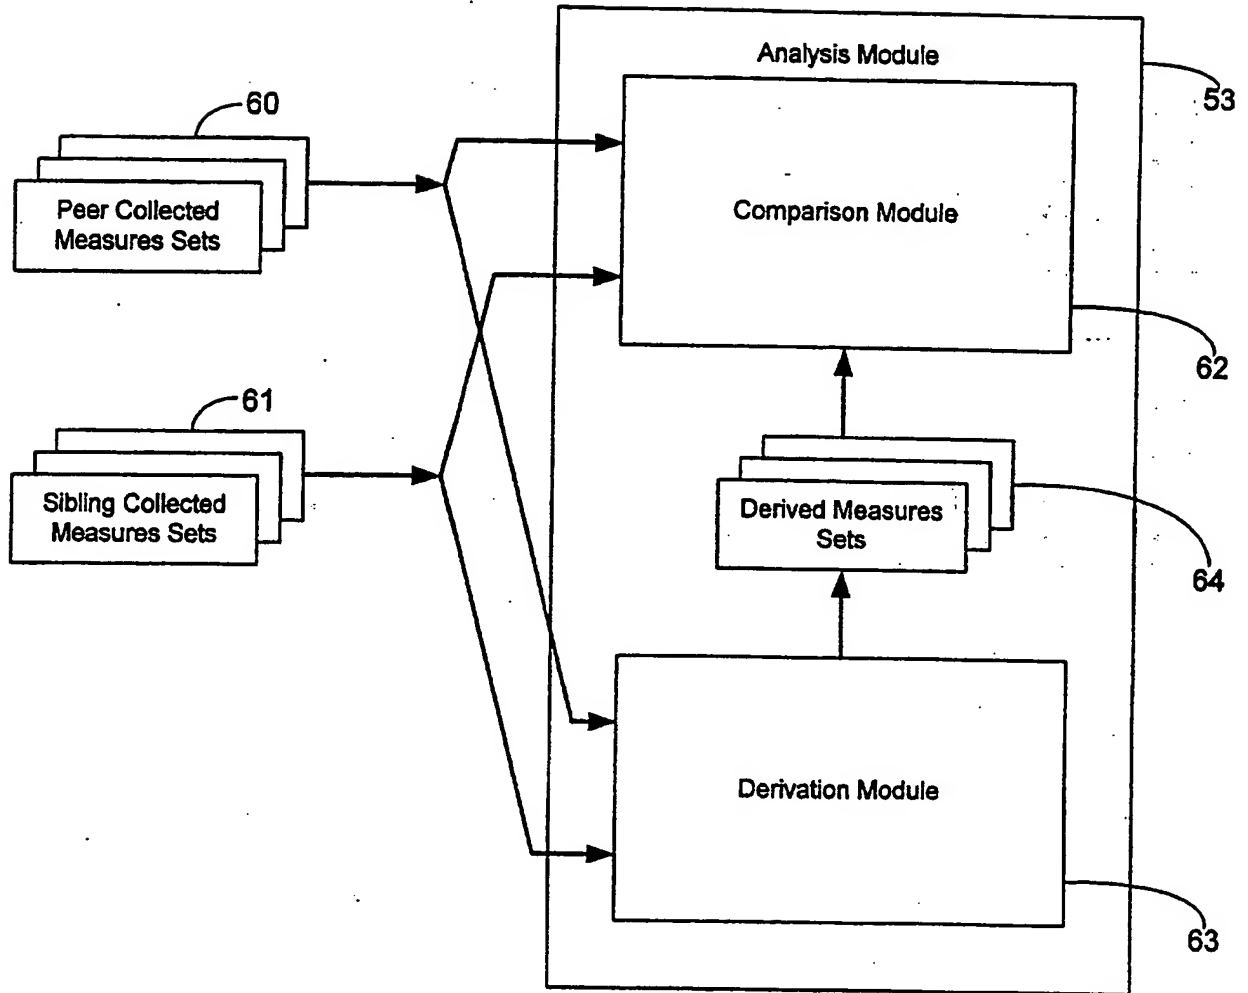 Analysis Module
53
60
Peer Collected
Measures Sets
Comparison Module
62
61
Sibling Collected
Measures Sets
Derived Measures
Sets
64
Derivation Module
63